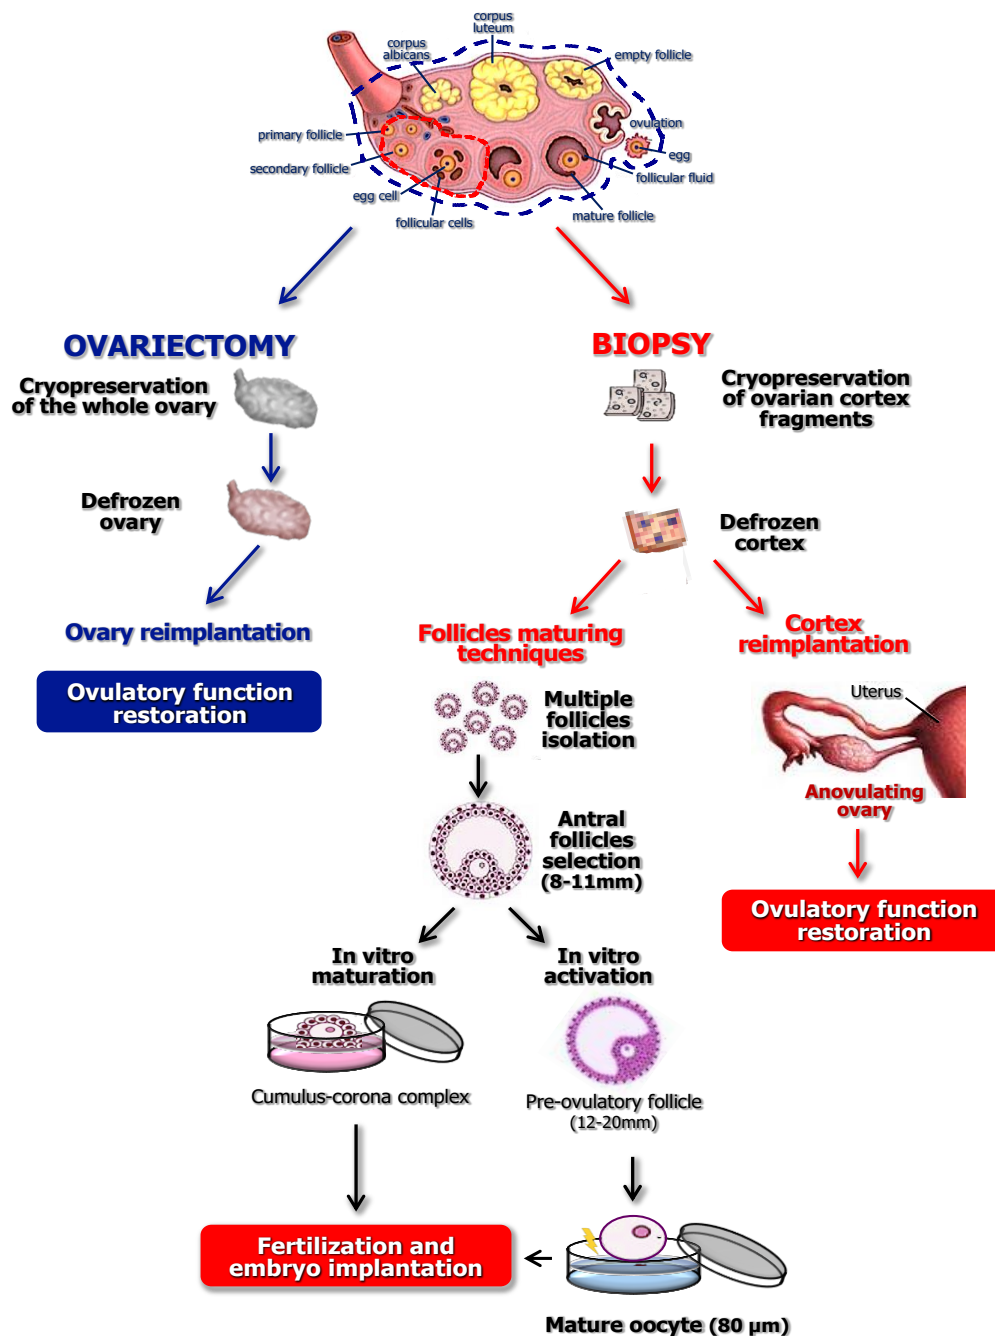 corpus
luteum
corpus
albicans
empty follicle
ovulation
primary follicle
egg
secondary follicle
follicular fluid
egg cell
mature follicle
follicular cells
OVARIECTOMY
BIOPSY
Cryopreservation
of the whole ovary
Cryopreservation
of ovarian cortex
fragments
Defrozen
ovary
Defrozen
cortex
Ovary reimplantation
Follicles maturing
techniques
Cortex
reimplantation
Ovulatory function
restoration
Multiple
follicles
isolation
Uterus
Anovulating
ovary
Antral
follicles
selection
(8-11mm)
Ovulatory function
restoration
In vitro
maturation
In vitro
activation
Cumulus-corona complex
Pre-ovulatory follicle
(12-20mm)
Fertilization and
embryo implantation
Mature oocyte (80 µm)